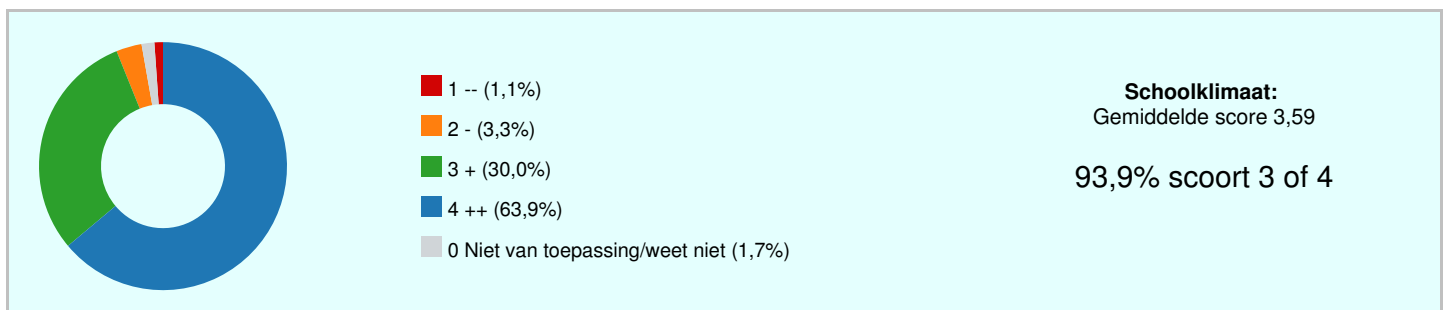 1 -- (1,1%)
2 - (3,3%)
3 + (30,0%)
4 ++ (63,9%)
0 Niet van toepassing/weet niet (1,7%)
Schoolklimaat:
Gemiddelde score 3,59
93,9% scoort 3 of 4